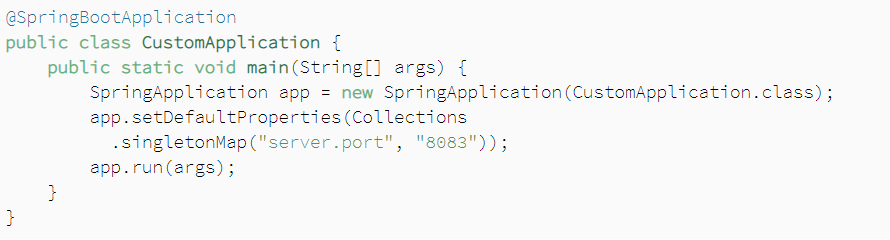 @SpringBootApplication
public class CustomApplication {
    public static void main(String[] args) {
        SpringApplication app = new SpringApplication(CustomApplication.class);
        app.setDefaultProperties(Collections
          .singletonMap("server.port", "8083"));
        app.run(args);
    }
}